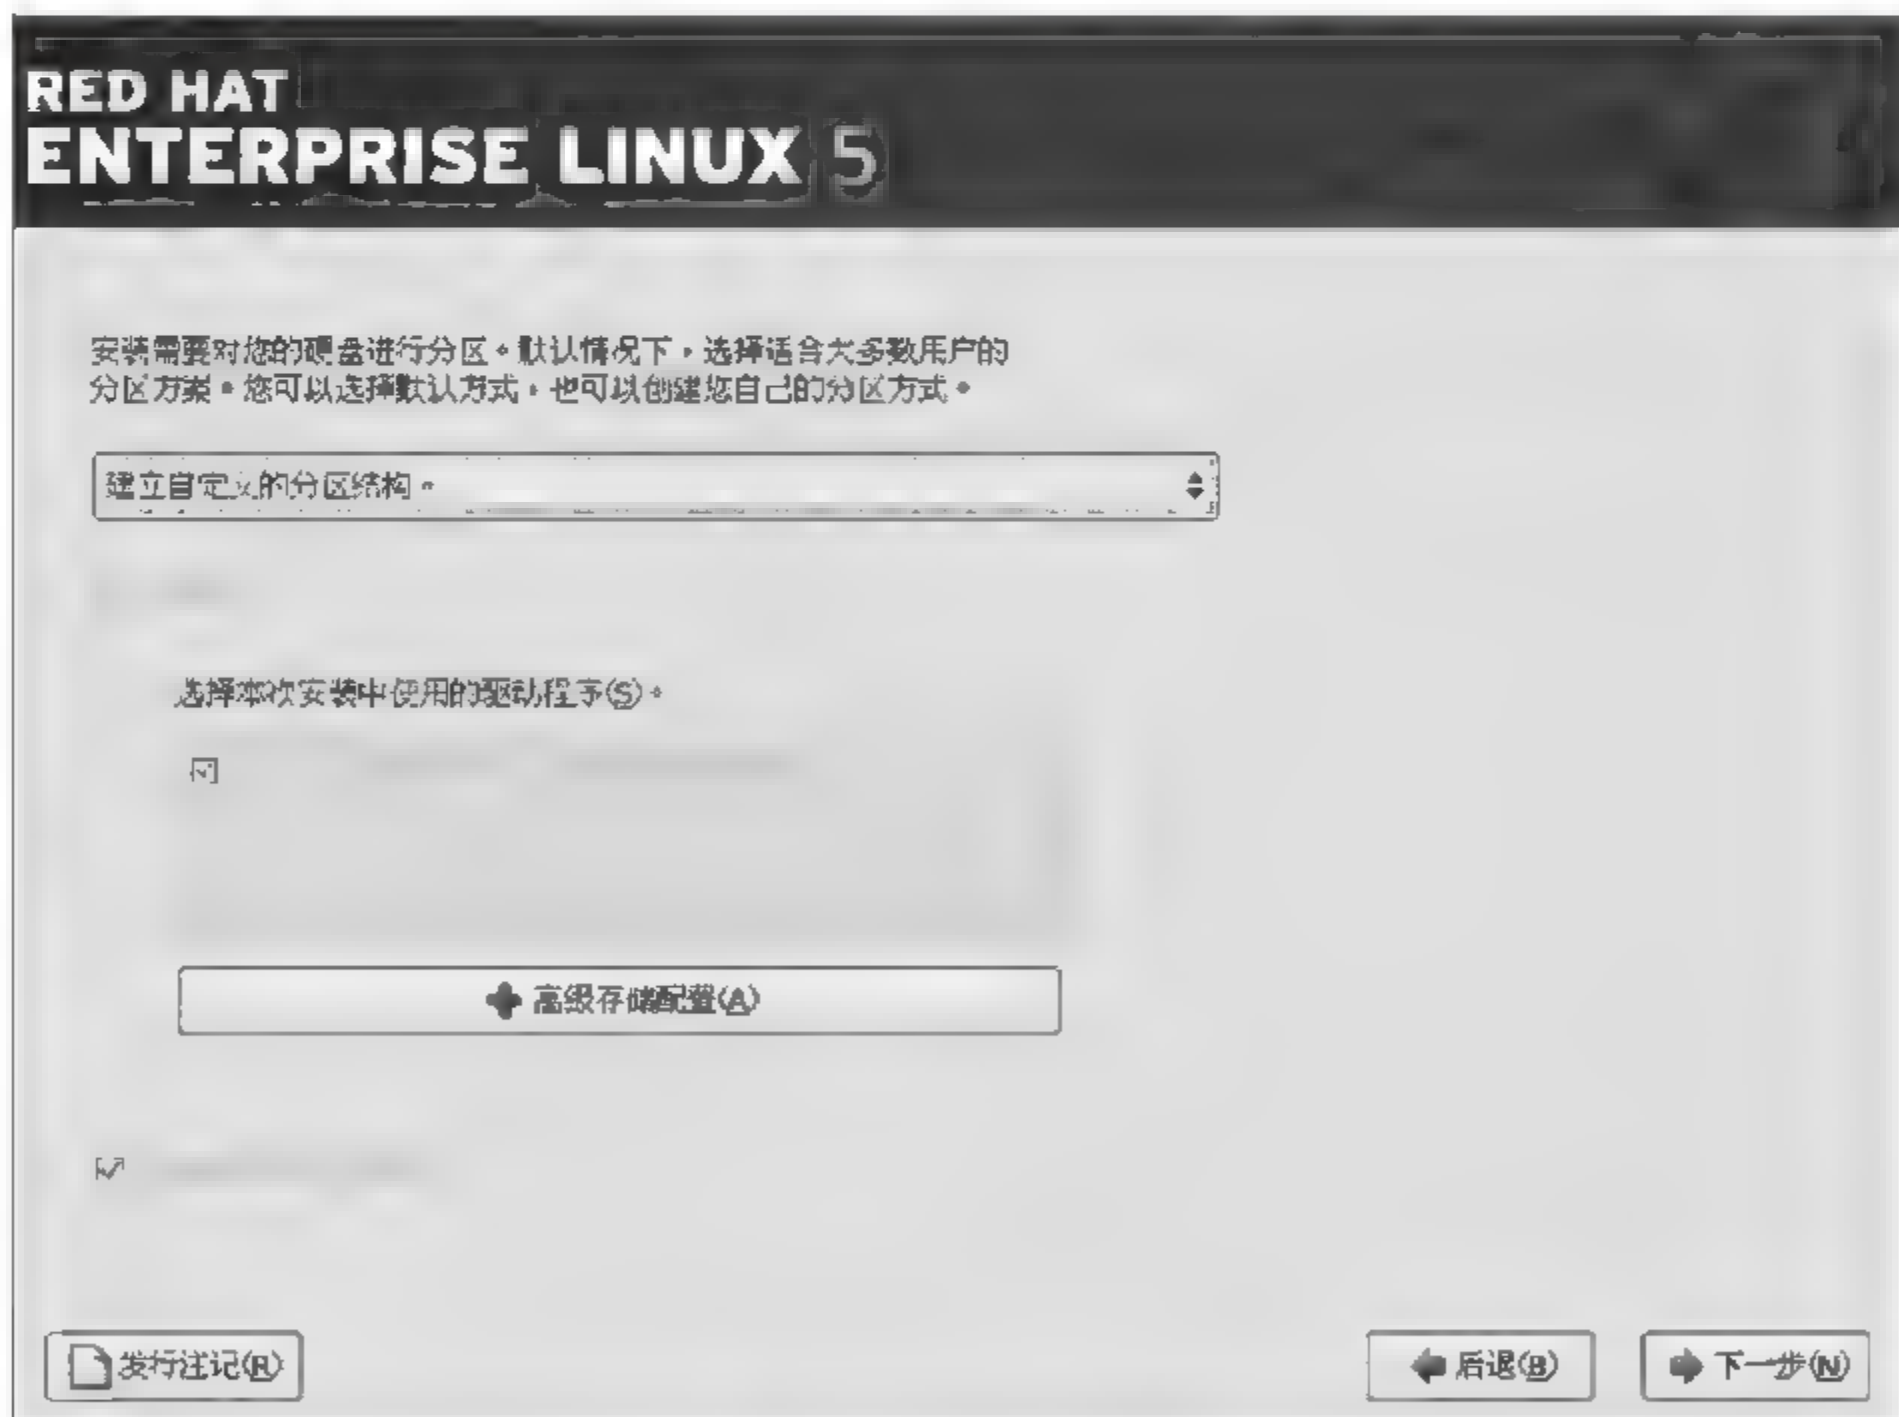 RED HAT
ENTERPRISE LINUX 5
安装需要对您的硬盘进行分区。默认情况下，选择适合大多数用户的
分区方案。您可以选择默认方式，也可以创建您自己的分区方式。
建立自定义的分区结构。
选择本次安装中使用的驱动程序(S)。
高级存储配置(A)
发行注记(R)
后退(B)
下一步(N)